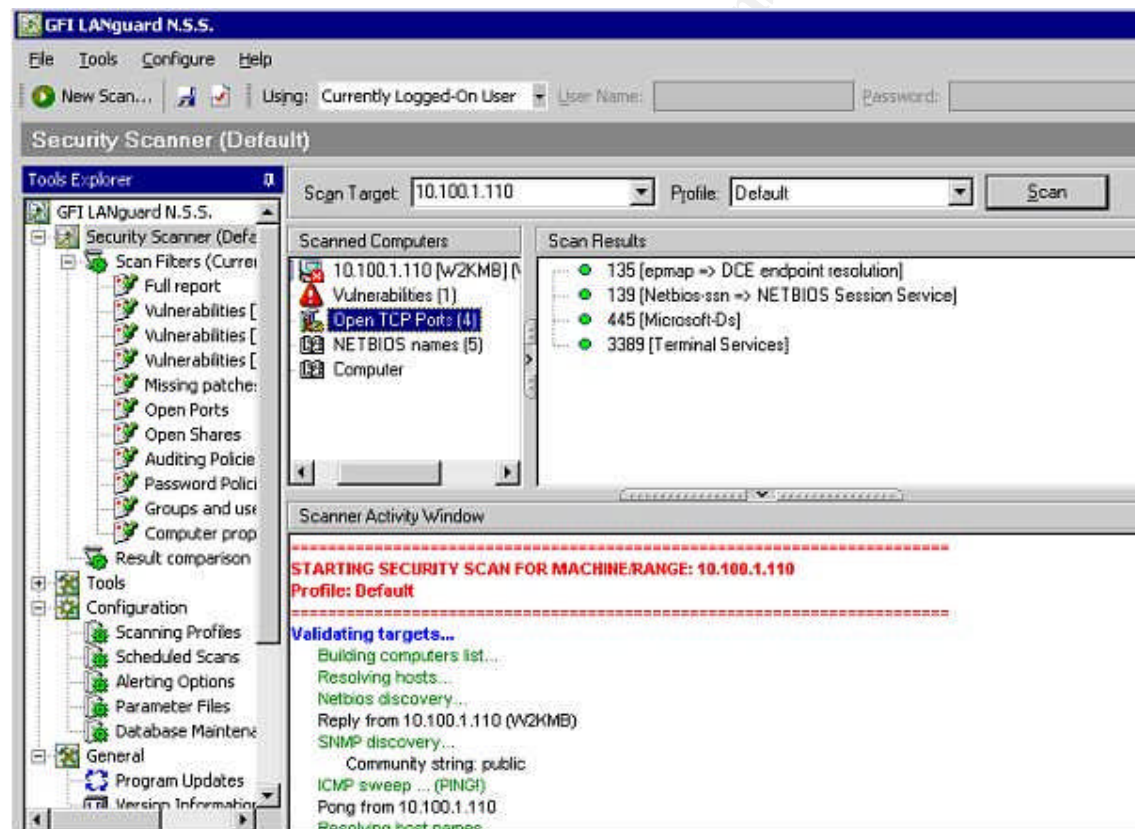 GFI LANguard N.S.S.
File Tools Configure Help
New Scan... Using: Currently Logged-On User User Name: Password:
Security Scanner (Default)
Tools Explorer
Scan Target: 10.100.1.110 Profile: Default Scan
GFI LANguard N.S.S.
Security Scanner (Defa
Scan Filters (Currer
Full report
Vulnerabilities [
Vulnerabilities [
Vulnerabilities [
Missing patche
Open Ports
Open Shares
Auditing Policie
Password Polici
Groups and use
Computer prop
Result comparison
Tools
Configuration
Scanning Profiles
Scheduled Scans
Alerting Options
Parameter Files
Database Maintena
General
Program Updates
Version Information
Scanned Computers
10.100.1.110 [W2KMB] (
Vulnerabilities (1)
Open TCP Ports (4)
NETBIOS names (5)
Computer
Scan Results
135 [epmap => DCE endpoint resolution]
139 [Netbios-ssn => NETBIOS Session Service]
445 [Microsoft-Ds]
3389 [Terminal Services]
Scanner Activity Window
STARTING SECURITY SCAN FOR MACHINE/RANGE: 10.100.1.110
Profile: Default
Validating targets...
Building computers list...
Resolving hosts...
Netbios discovery...
Reply from 10.100.1.110 (W2KMB)
SNMP discovery...
Community string: public
ICMP sweep ... (PING!)
Pong from 10.100.1.110
Resolving host names